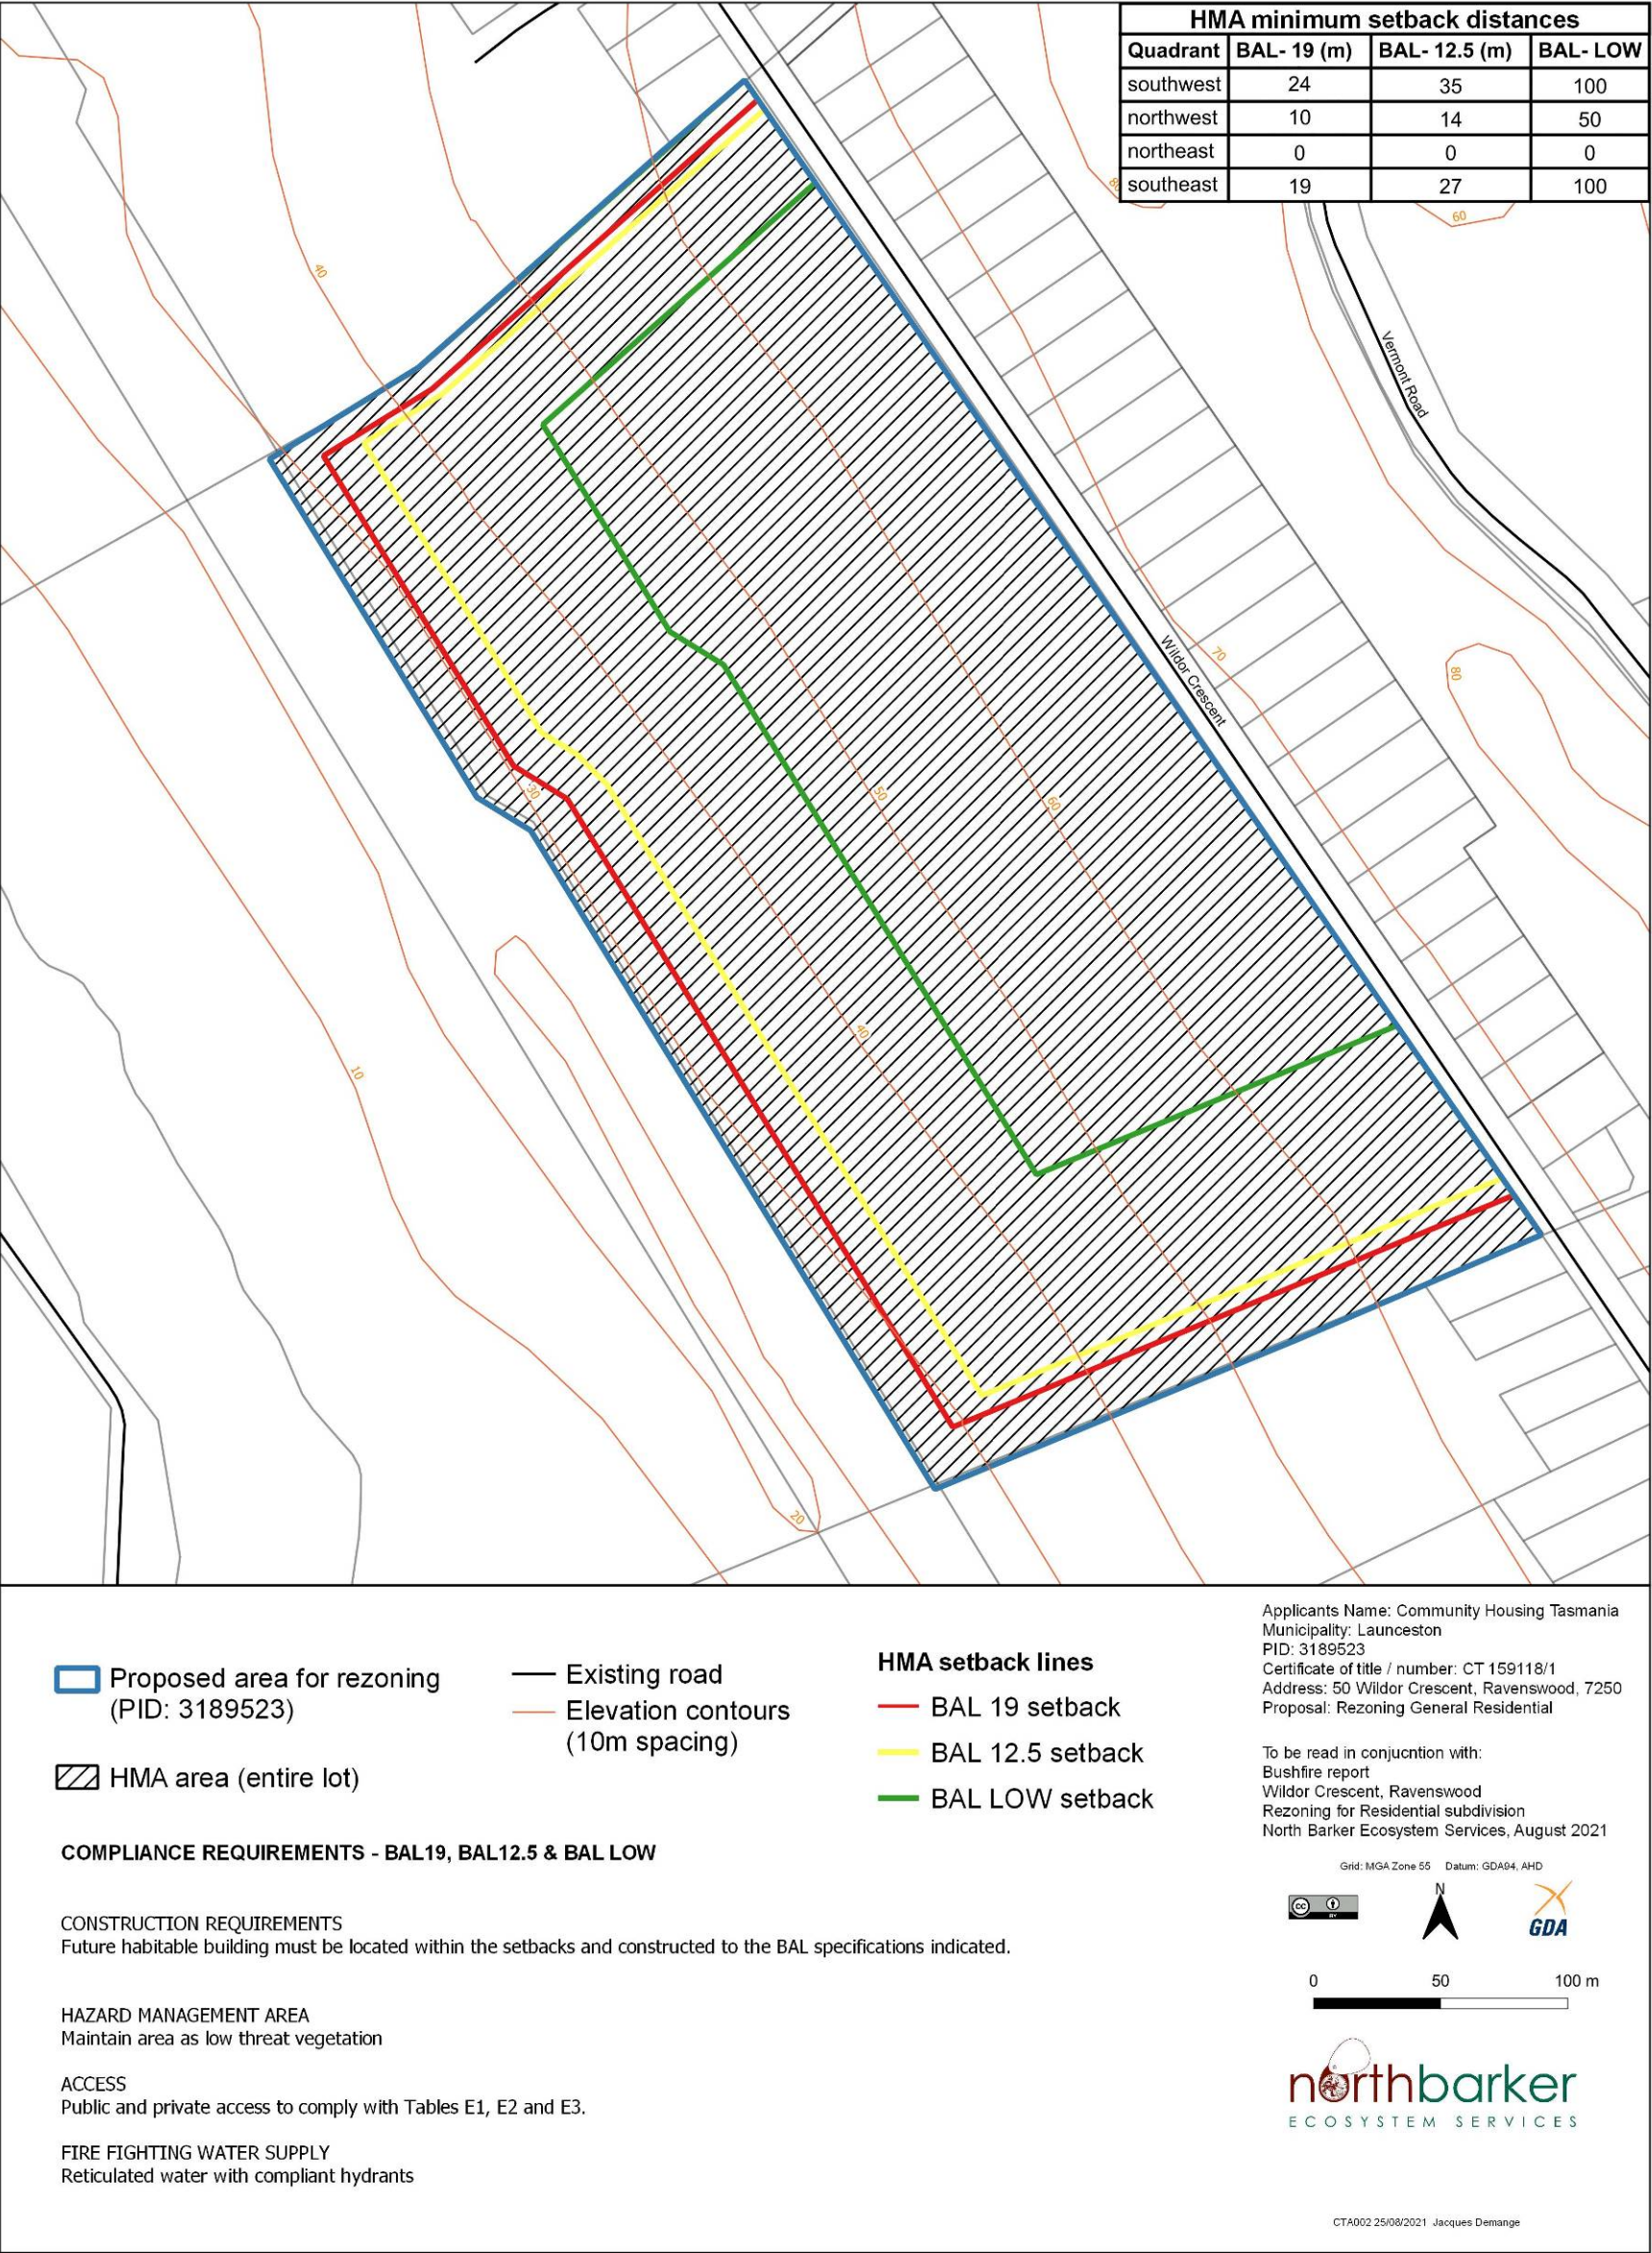 HMA minimum setback distances
Quadrant BAL- 19 (m) BAL- 12.5 (m) BAL- LOW
southwest 24 35 100
northwest 10 14 50
northeast 0 0 0
southeast 19 27 100
80
60
40
Vermont Road
Wildor Crescent
70
80
30
50
60
40
10
20
Proposed area for rezoning
(PID: 3189523)
HMA area (entire lot)
Existing road
Elevation contours
(10m spacing)
HMA setback lines
BAL 19 setback
BAL 12.5 setback
BAL LOW setback
COMPLIANCE REQUIREMENTS - BAL19, BAL12.5 & BAL LOW
CONSTRUCTION REQUIREMENTS
Future habitable building must be located within the setbacks and constructed to the BAL specifications indicated.
HAZARD MANAGEMENT AREA
Maintain area as low threat vegetation
ACCESS
Public and private access to comply with Tables E1, E2 and E3.
FIRE FIGHTING WATER SUPPLY
Reticulated water with compliant hydrants
Applicants Name: Community Housing Tasmania
Municipality: Launceston
PID: 3189523
Certificate of title / number: CT 159118/1
Address: 50 Wildor Crescent, Ravenswood, 7250
Proposal: Rezoning General Residential
To be read in conjucntion with:
Bushfire report
Wildor Crescent, Ravenswood
Rezoning for Residential subdivision
North Barker Ecosystem Services, August 2021
Grid: MGA Zone 55 Datum: GDA94, AHD
cc BY
N
GDA
0 50 100 m
northbarker
ECOSYSTEM SERVICES
CTA002 25/08/2021 Jacques Demange